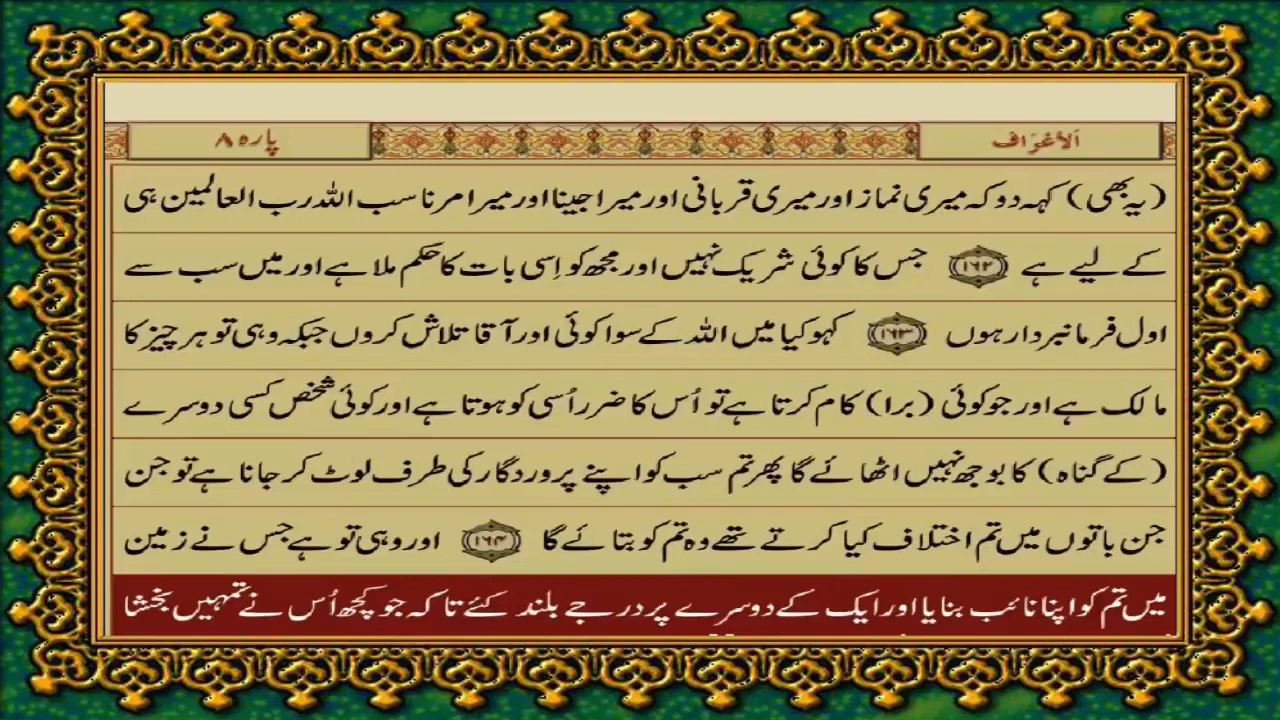 اَلْاَعْرَاف
پارہ ۸
(یہ بھی) کہہ دو کہ میری نماز اور میری قربانی اور میرا جینا اور میرا مرنا سب اللہ رب العالمین ہی
کے لیے ہے ۱۶۲ جس کا کوئی شریک نہیں اور مجھ کو اِسی بات کا حکم ملا ہے اور میں سب سے
اول فرمانبردار ہوں ۱۶۳ کہو کیا میں اللہ کے سوا کوئی اور آقا تلاش کروں جبکہ وہی تو ہر چیز کا
مالک ہے اور جو کوئی (برا) کام کرتا ہے تو اُس کا ضرر اُسی کو ہوتا ہے اور کوئی شخص کسی دوسرے
(کے گناہ) کا بوجھ نہیں اٹھائے گا پھر تم سب کو اپنے پروردگار کی طرف لوٹ کر جانا ہے تو جن
جن باتوں میں تم اختلاف کیا کرتے تھے وہ تم کو بتائے گا ۱۶۴ اور وہی تو ہے جس نے زمین
میں تم کو اپنا نائب بنایا اور ایک کے دوسرے پر درجے بلند کئے تاکہ جو کچھ اُس نے تمہیں بخشا